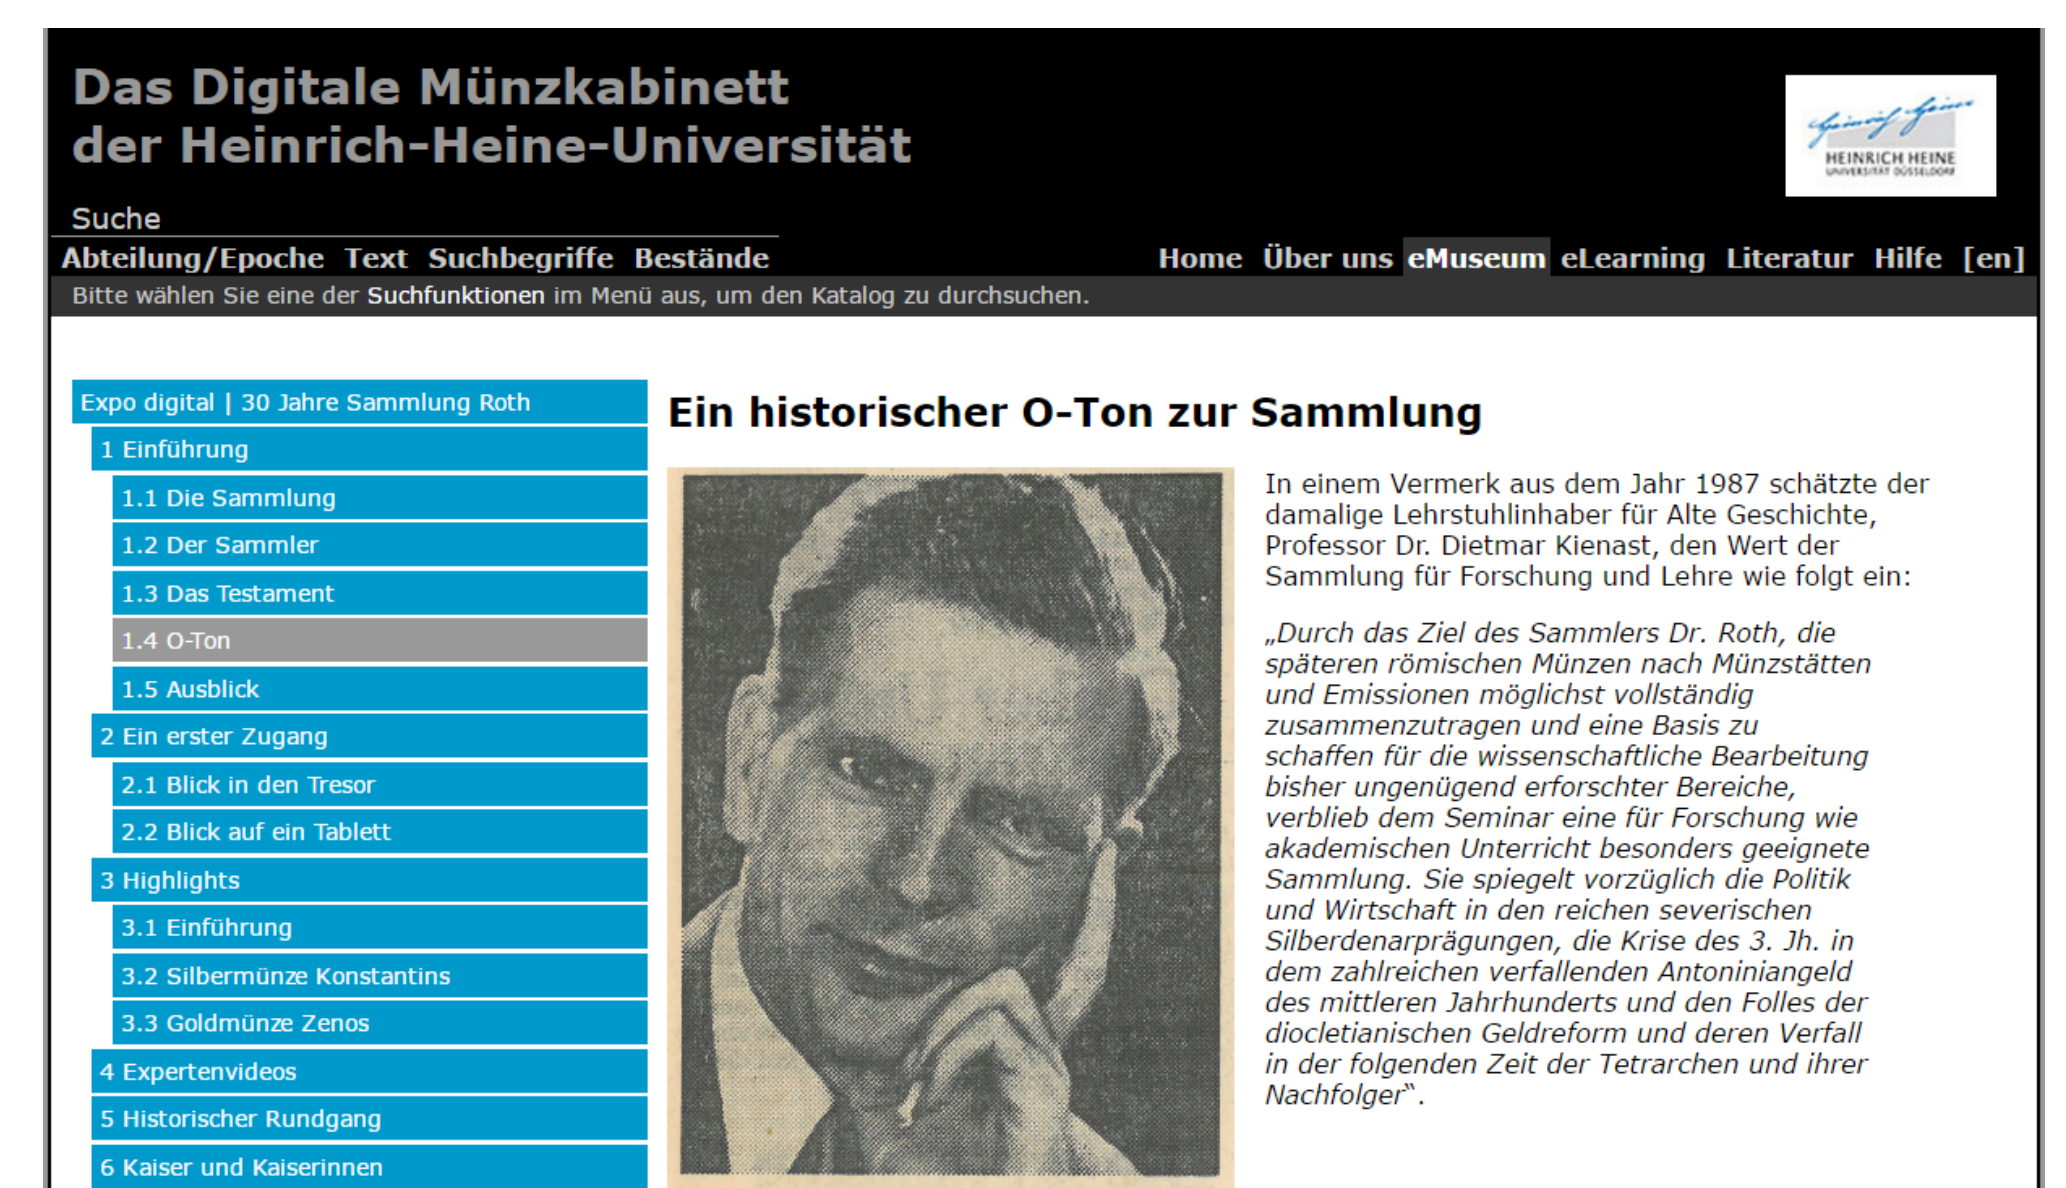 Das Digitale Münzkabinett
der Heinrich-Heine-Universität
HEINRICH HEINE
UNIVERSITÄT DÜSSELDORF
Suche
Abteilung/Epoche Text Suchbegriffe Bestände
Home Über uns eMuseum eLearning Literatur Hilfe [en]
Bitte wählen Sie eine der Suchfunktionen im Menü aus, um den Katalog zu durchsuchen.
Expo digital | 30 Jahre Sammlung Roth
1 Einführung
1.1 Die Sammlung
1.2 Der Sammler
1.3 Das Testament
1.4 O-Ton
1.5 Ausblick
2 Ein erster Zugang
2.1 Blick in den Tresor
2.2 Blick auf ein Tablett
3 Highlights
3.1 Einführung
3.2 Silbermünze Konstantins
3.3 Goldmünze Zenos
4 Expertenvideos
5 Historischer Rundgang
6 Kaiser und Kaiserinnen
Ein historischer O-Ton zur Sammlung
In einem Vermerk aus dem Jahr 1987 schätzte der
damalige Lehrstuhlinhaber für Alte Geschichte,
Professor Dr. Dietmar Kienast, den Wert der
Sammlung für Forschung und Lehre wie folgt ein:
„Durch das Ziel des Sammlers Dr. Roth, die
späteren römischen Münzen nach Münzstätten
und Emissionen möglichst vollständig
zusammenzutragen und eine Basis zu
schaffen für die wissenschaftliche Bearbeitung
bisher ungenügend erforschter Bereiche,
verblieb dem Seminar eine für Forschung wie
akademischen Unterricht besonders geeignete
Sammlung. Sie spiegelt vorzüglich die Politik
und Wirtschaft in den reichen severischen
Silberdenarprägungen, die Krise des 3. Jh. in
dem zahlreichen verfallenden Antoniniangeld
des mittleren Jahrhunderts und den Folles der
diocletianischen Geldreform und deren Verfall
in der folgenden Zeit der Tetrarchen und ihrer
Nachfolger“.